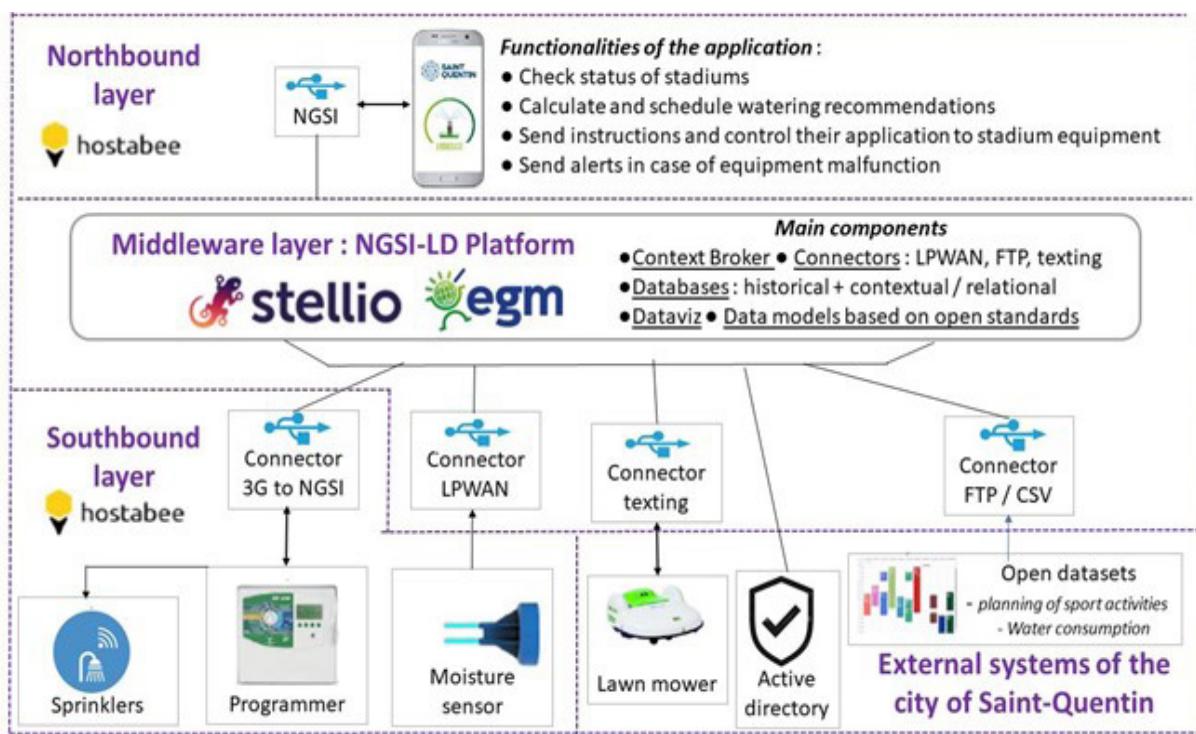 Northbound
layer
hostabee
NGSI
SAINT
QUENTIN
Functionalities of the application :
● Check status of stadiums
● Calculate and schedule watering recommendations
● Send instructions and control their application to stadium equipment
● Send alerts in case of equipment malfunction
Middleware layer : NGSI-LD Platform
stellio
egm
Main components
●Context Broker ● Connectors : LPWAN, FTP, texting
●Databases : historical + contextual / relational
●Dataviz ● Data models based on open standards
Southbound
layer
hostabee
Connector
3G to NGSI
Connector
LPWAN
Connector
texting
Connector
FTP / CSV
Sprinklers
Programmer
Moisture
sensor
Lawn mower
Active
directory
Open datasets
- planning of sport activities
- Water consumption
External systems of the
city of Saint-Quentin